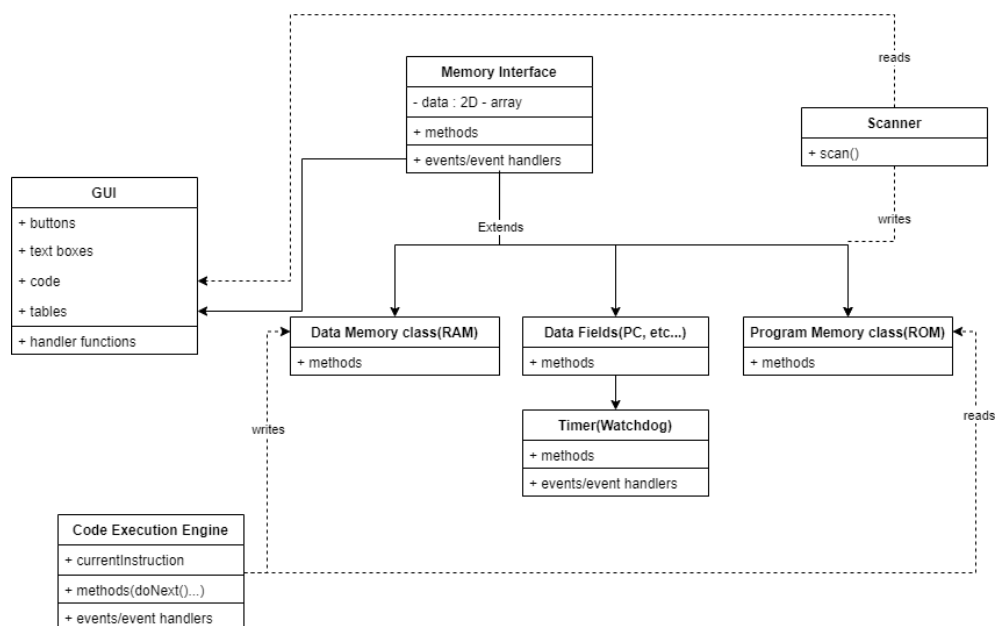 reads
Memory Interface
- data : 2D - array
+ methods
+ events/event handlers
Scanner
+ scan()
writes
GUI
+ buttons
+ text boxes
+ code
+ tables
+ handler functions
Extends
Data Memory class(RAM)
+ methods
Data Fields(PC, etc...)
+ methods
Program Memory class(ROM)
+ methods
writes
reads
Timer(Watchdog)
+ methods
+ events/event handlers
Code Execution Engine
+ currentInstruction
+ methods(doNext()...)
+ events/event handlers